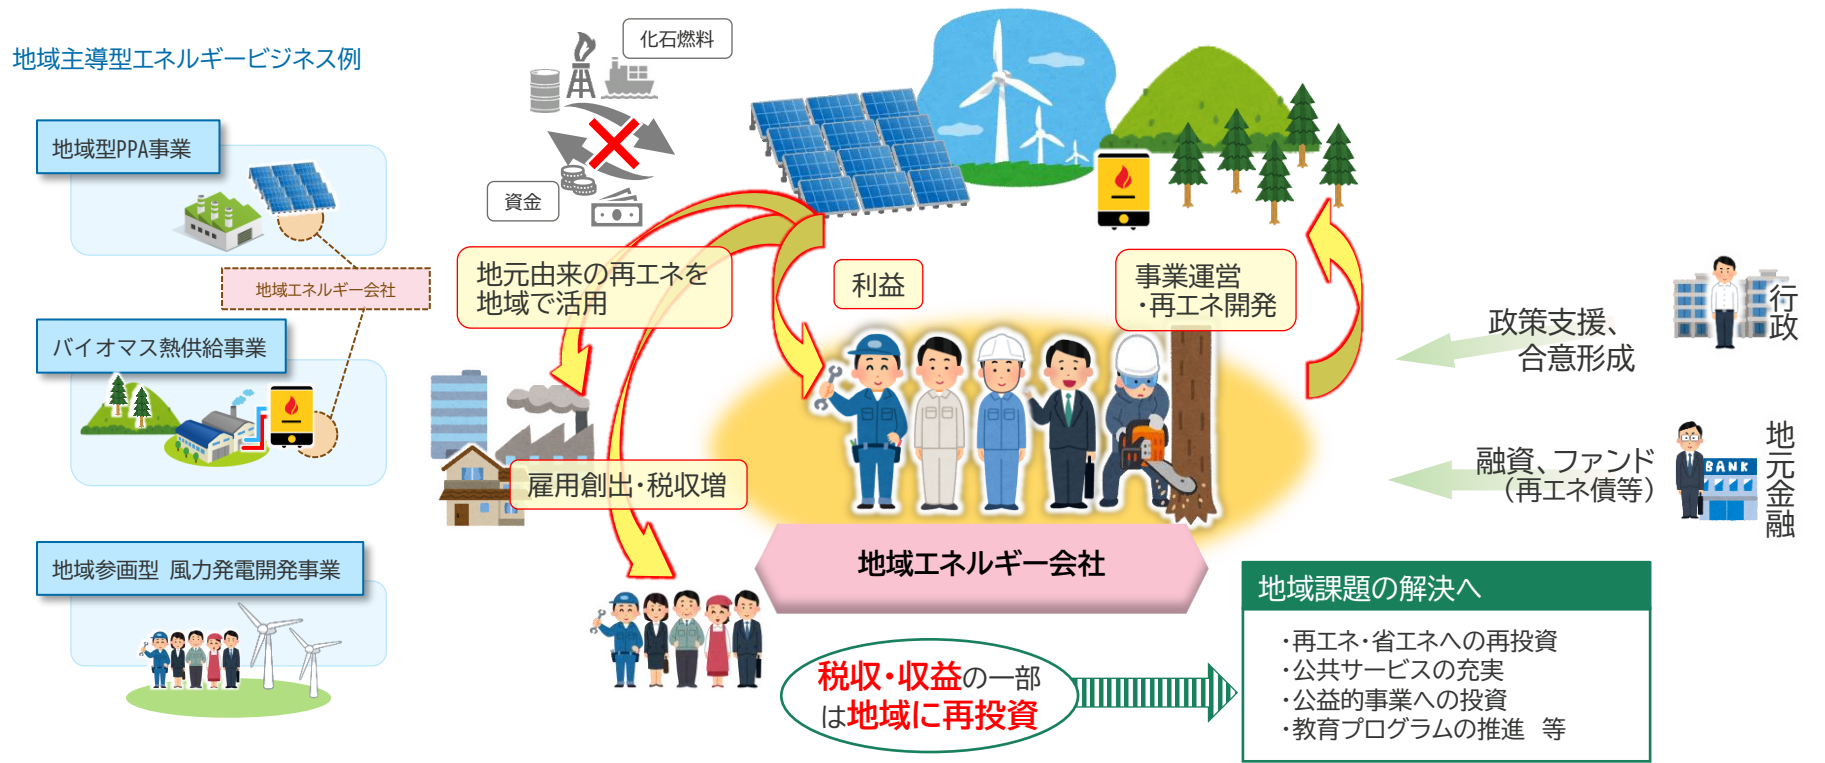 地域主導型エネルギービジネス例
地域型PPA事業
地域エネルギー会社
バイオマス熱供給事業
地域参画型 風力発電開発事業
化石燃料
資金
地元由来の再エネを
地域で活用
利益
事業運営
・再エネ開発
雇用創出・税収増
地域エネルギー会社
政策支援、
合意形成
行政
融資、ファンド
（再エネ債等）
BANK
地元金融
税収・収益の一部
は地域に再投資
地域課題の解決へ
・再エネ・省エネへの再投資
・公共サービスの充実
・公益的事業への投資
・教育プログラムの推進 等